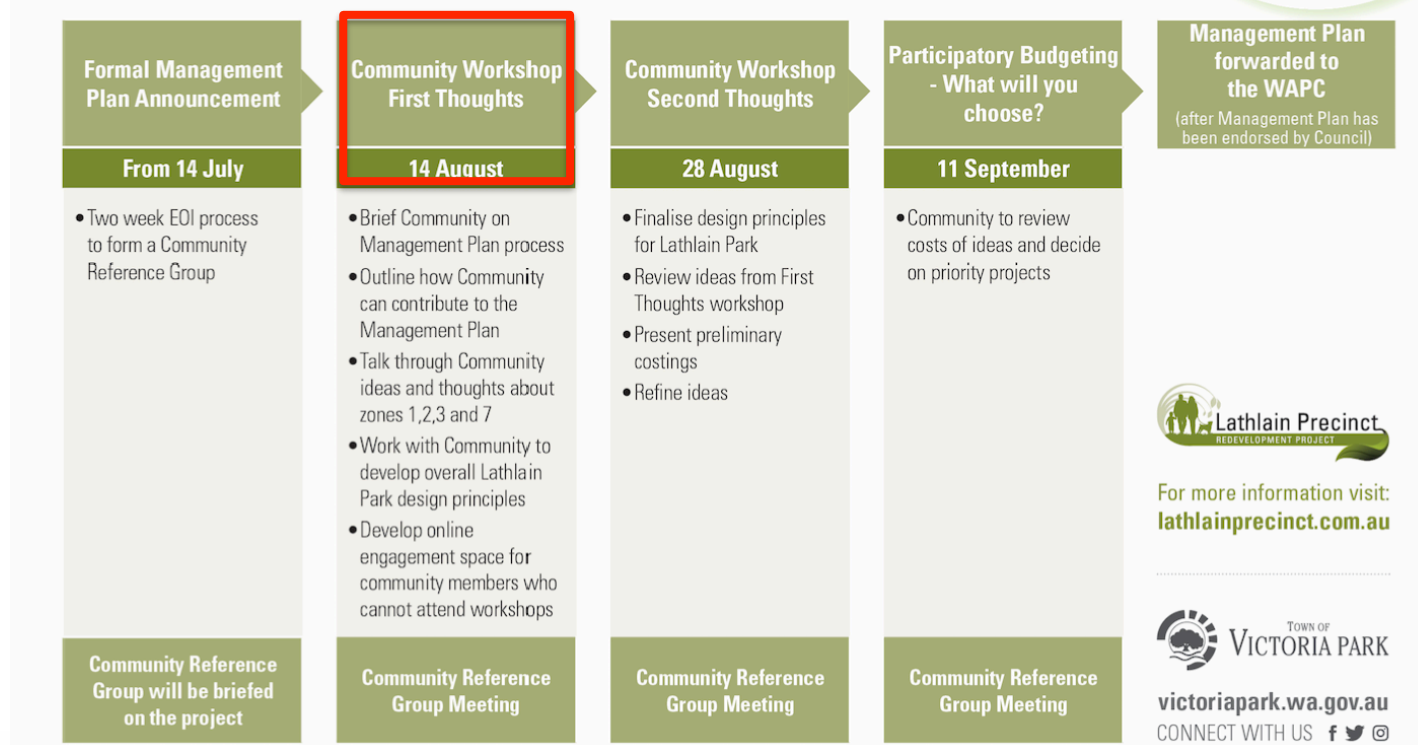 Formal Management
Plan Announcement
From 14 July
• Two week EOI process
to form a Community
Reference Group
Community Reference
Group will be briefed
on the project
Community Workshop
First Thoughts
14 August
• Brief Community on
Management Plan process
• Outline how Community
can contribute to the
Management Plan
• Talk through Community
ideas and thoughts about
zones 1,2,3 and 7
• Work with Community to
develop overall Lathlain
Park design principles
• Develop online
engagement space for
community members who
cannot attend workshops
Community Reference
Group Meeting
Community Workshop
Second Thoughts
28 August
• Finalise design principles
for Lathlain Park
• Review ideas from First
Thoughts workshop
• Present preliminary
costings
• Refine ideas
Community Reference
Group Meeting
Participatory Budgeting
- What will you
choose?
11 September
• Community to review
costs of ideas and decide
on priority projects
Community Reference
Group Meeting
Management Plan
forwarded to
the WAPC
(after Management Plan has
been endorsed by Council)
Lathlain Precinct
REDEVELOPMENT PROJECT
For more information visit:
lathlainprecinct.com.au
TOWN OF
VICTORIA PARK
victoriapark.wa.gov.au
CONNECT WITH US